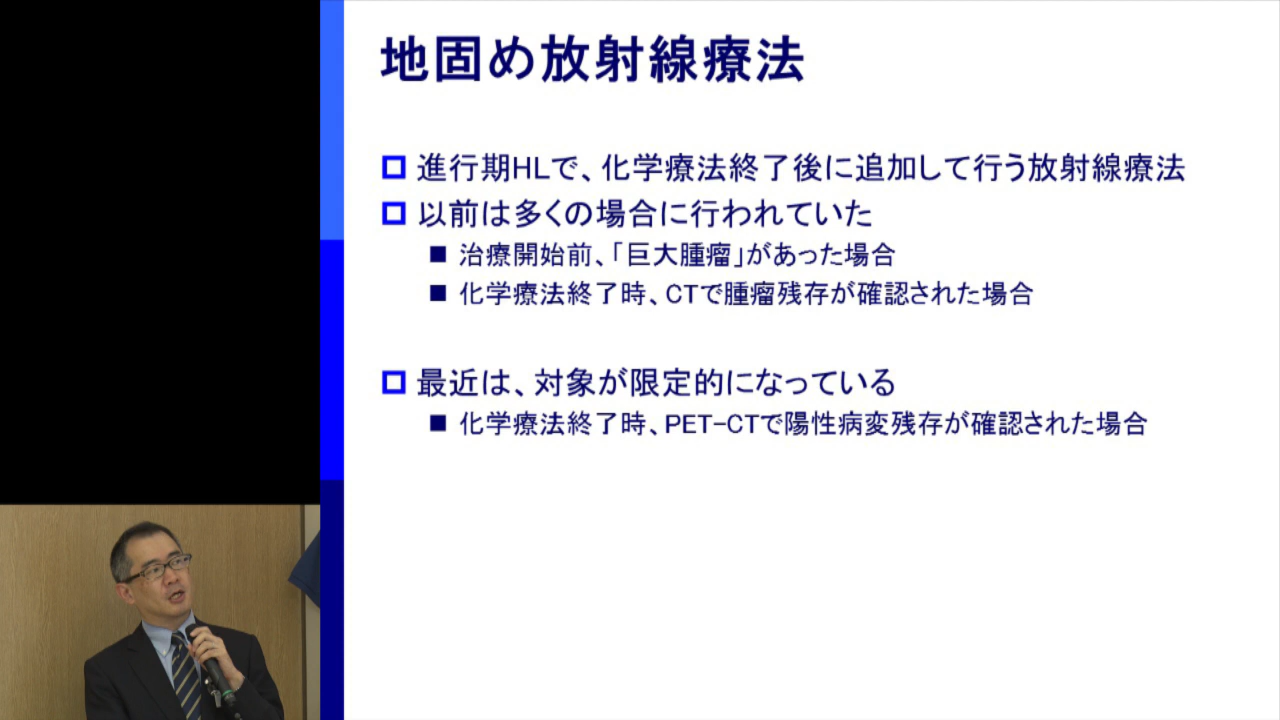 地固め放射線療法
進行期HLで、化学療法終了後に追加して行う放射線療法
以前は多くの場合に行われていた
治療開始前、「巨大腫瘤」があった場合
化学療法終了時、CTで腫瘤残存が確認された場合
最近は、対象が限定的になっている
化学療法終了時、PET-CTで陽性病変残存が確認された場合